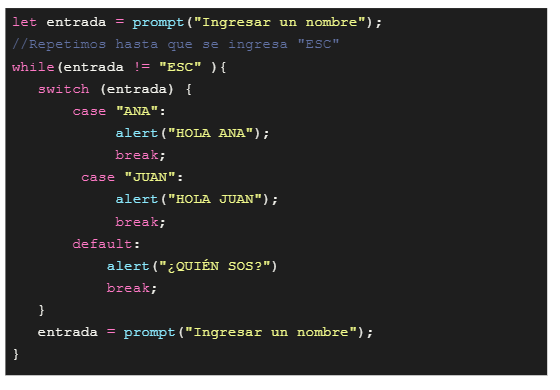 let entrada = prompt("Ingresar un nombre");
//Repetimos hasta que se ingresa "ESC"
while(entrada != "ESC" ){
switch (entrada) {
case "ANA":
alert("HOLA ANA");
break;
case "JUAN":
alert("HOLA JUAN");
break;
default:
alert("¿QUIÉN SOS?")
break;
}
entrada = prompt("Ingresar un nombre");
}